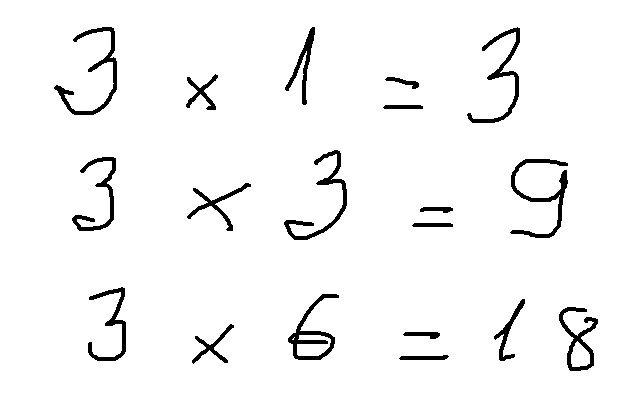 3 × 1 = 3
3 × 3 = 9
3 × 6 = 18